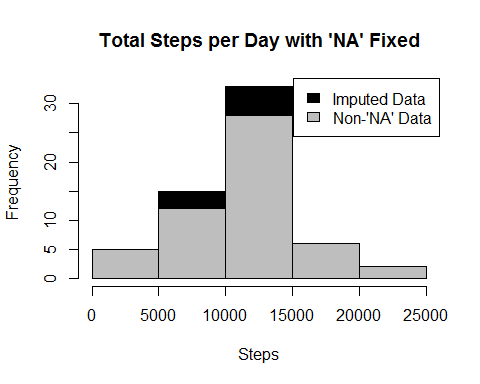 Total Steps per Day with 'NA' Fixed
Imputed Data
Non-'NA' Data
Frequency
30
20
10
5
0
0 5000 10000 15000 20000 25000
Steps